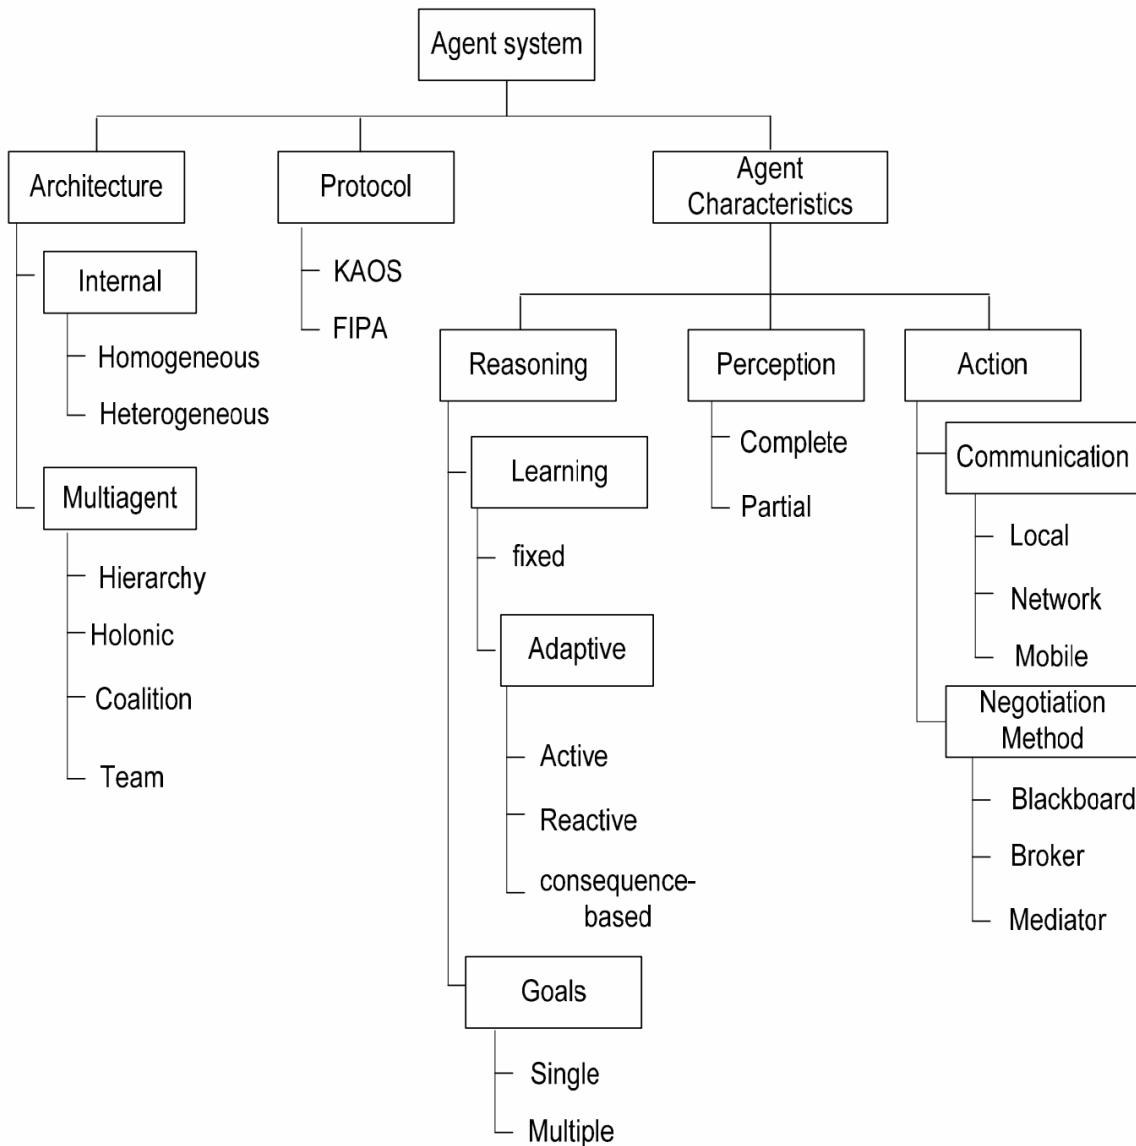 Agent system
Architecture
Protocol
Agent
Characteristics
Internal
Homogeneous
Heterogeneous
Multiagent
Hierarchy
Holonic
Coalition
Team
KAOS
FIPA
Reasoning
Learning
fixed
Adaptive
Active
Reactive
consequence-
based
Goals
Single
Multiple
Perception
Complete
Partial
Action
Communication
Local
Network
Mobile
Negotiation
Method
Blackboard
Broker
Mediator